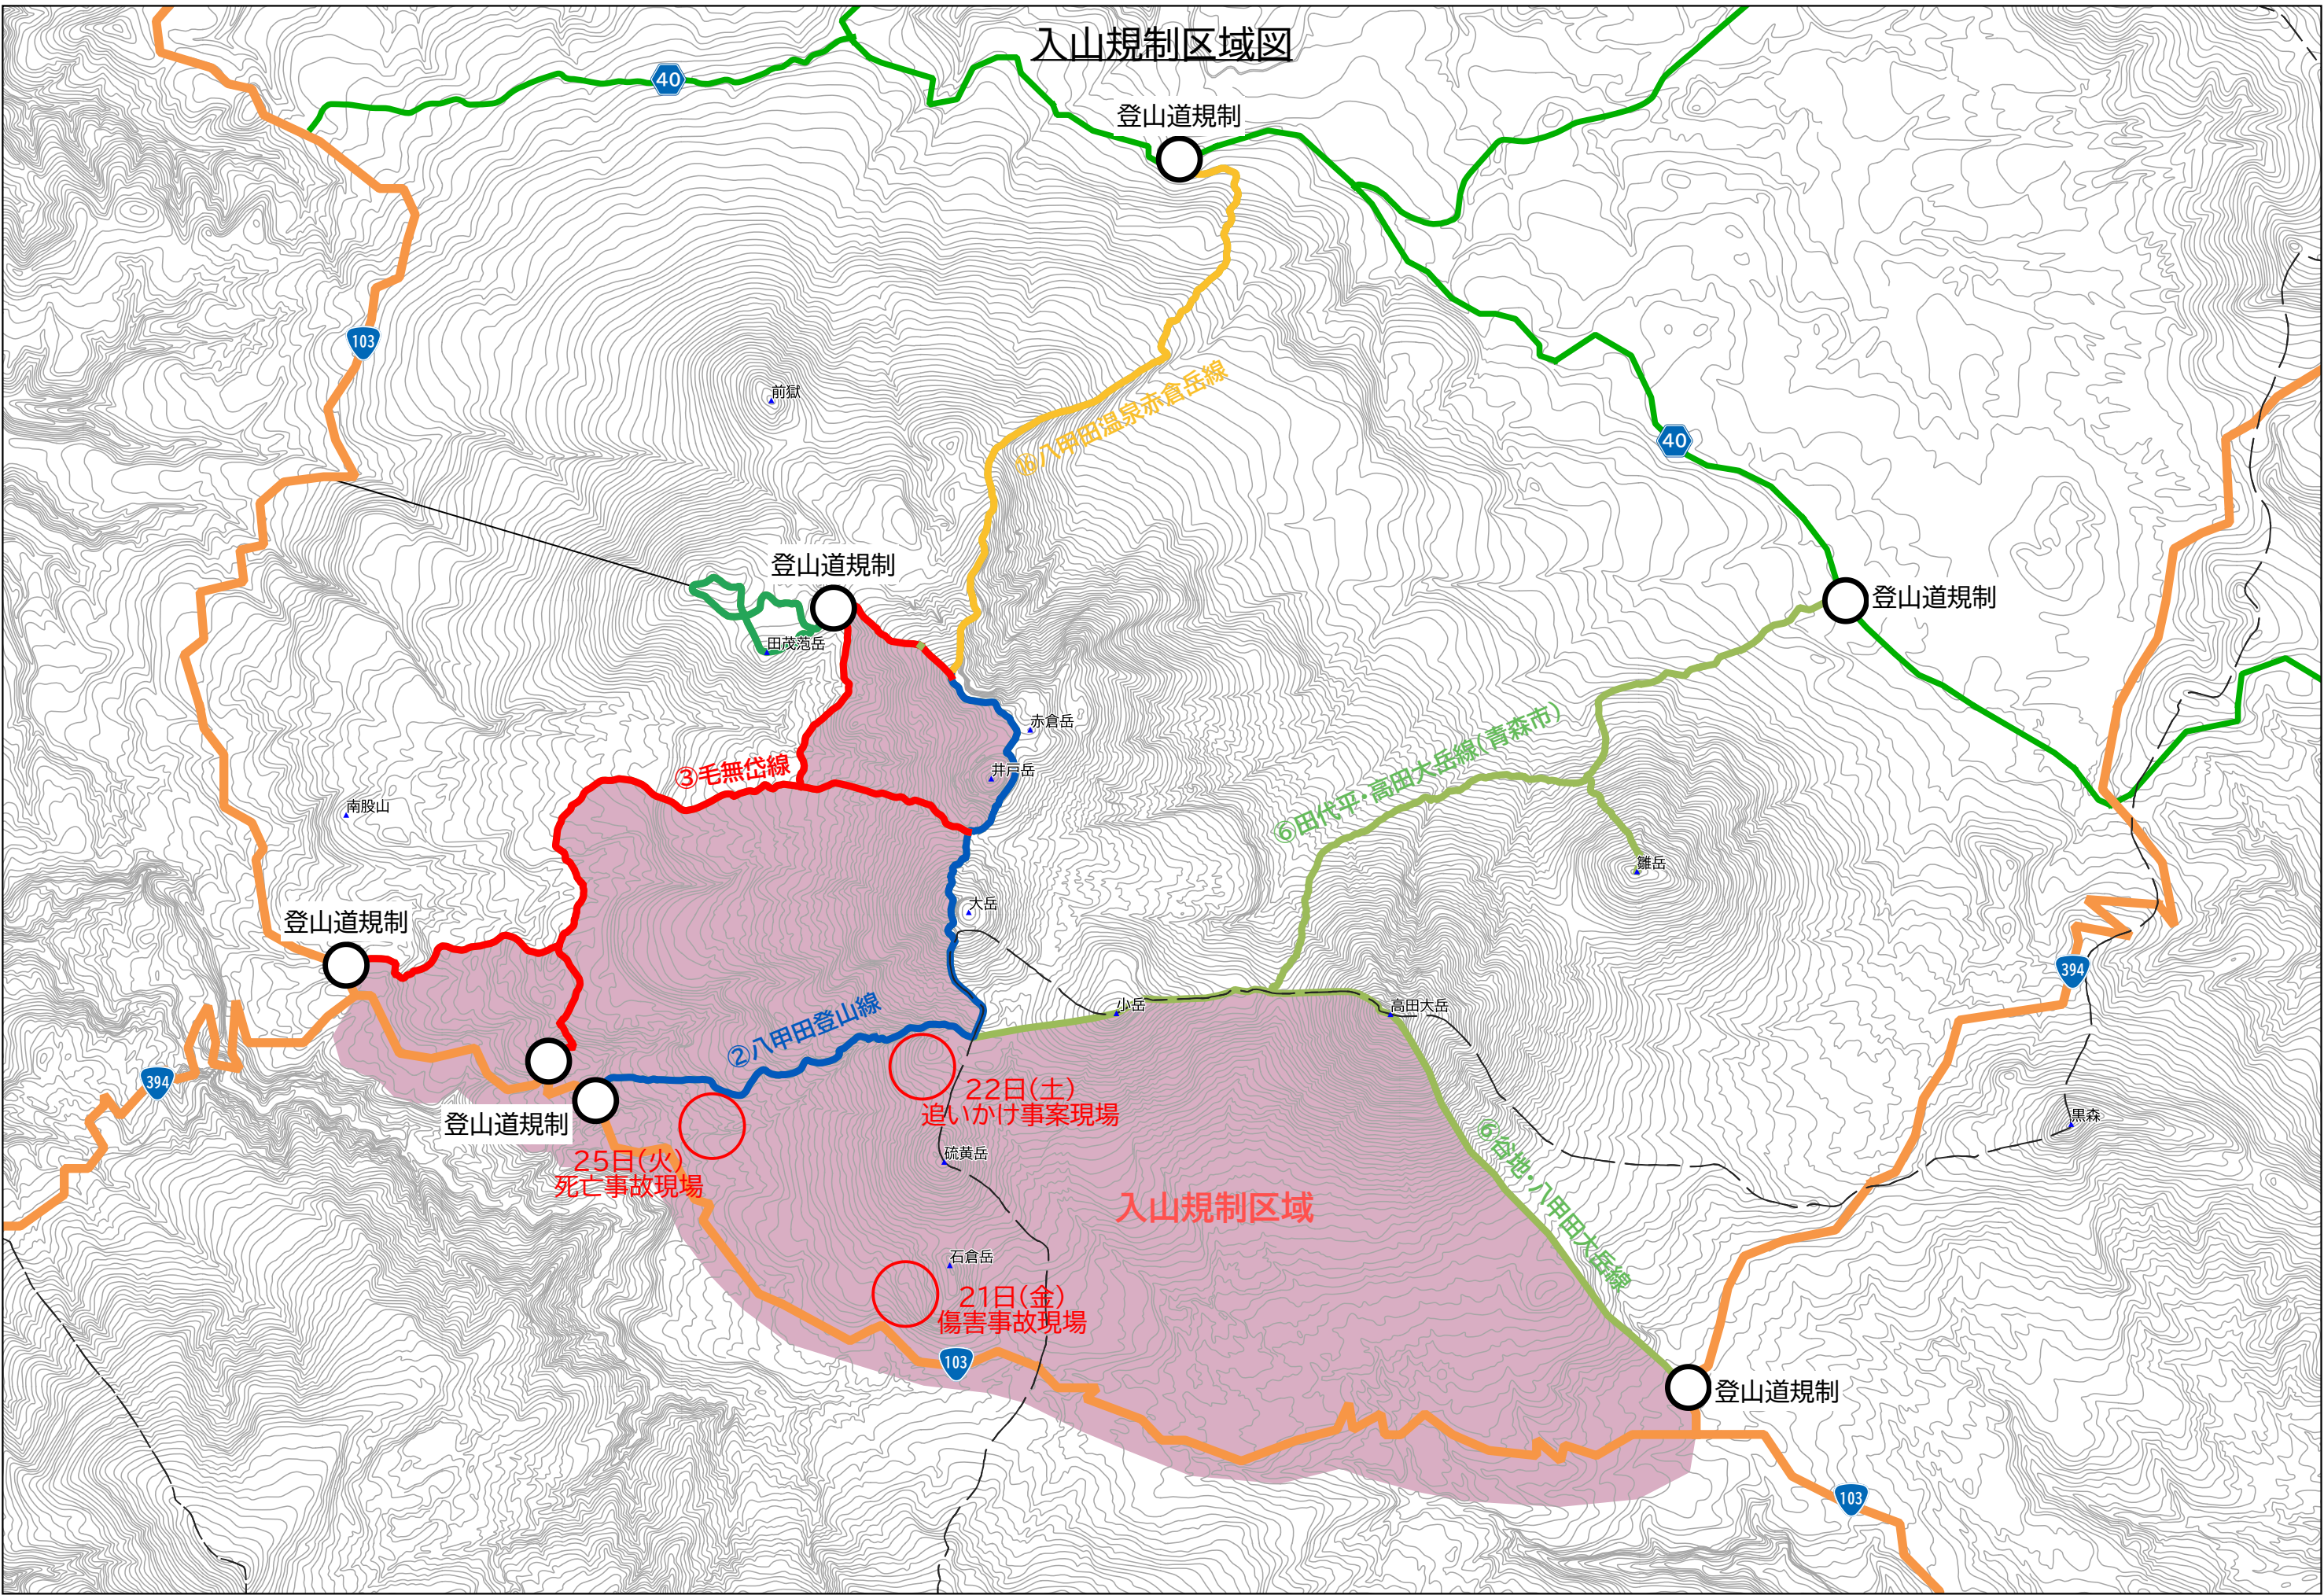 入山規制区域図
40
登山道規制
103
前獄
⑯八甲田温泉赤倉岳線
40
登山道規制
登山道規制
田茂萢岳
赤倉岳
③毛無岱線
井戸岳
⑥田代平・高田大岳線(青森市)
南股山
雛岳
大岳
登山道規制
394
小岳
高田大岳
②八甲田登山線
394
22日(土)
追いかけ事案現場
登山道規制
黒森
⑥谷地・八甲田大岳線
硫黄岳
25日(火)
死亡事故現場
入山規制区域
石倉岳
21日(金)
傷害事故現場
103
登山道規制
103